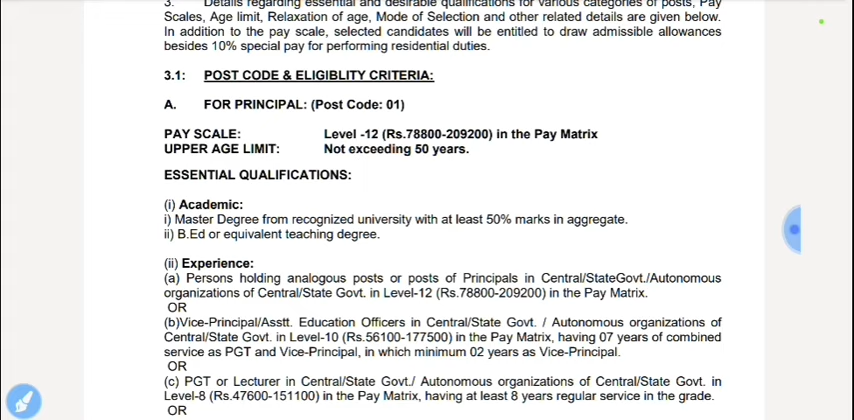 3. Details regarding essential and desirable qualifications for various categories of posts, Pay
Scales, Age limit, Relaxation of age, Mode of Selection and other related details are given below.
In addition to the pay scale, selected candidates will be entitled to draw admissible allowances
besides 10% special pay for performing residential duties.
3.1: POST CODE & ELIGIBLITY CRITERIA:
A. FOR PRINCIPAL: (Post Code: 01)
PAY SCALE: Level -12 (Rs.78800-209200) in the Pay Matrix
UPPER AGE LIMIT: Not exceeding 50 years.
ESSENTIAL QUALIFICATIONS:
(i) Academic:
i) Master Degree from recognized university with at least 50% marks in aggregate.
ii) B.Ed or equivalent teaching degree.
(ii) Experience:
(a) Persons holding analogous posts or posts of Principals in Central/StateGovt./Autonomous
organizations of Central/State Govt. in Level-12 (Rs.78800-209200) in the Pay Matrix.
OR
(b)Vice-Principal/Asstt. Education Officers in Central/State Govt. / Autonomous organizations of
Central/State Govt. in Level-10 (Rs.56100-177500) in the Pay Matrix, having 07 years of combined
service as PGT and Vice-Principal, in which minimum 02 years as Vice-Principal.
OR
(c) PGT or Lecturer in Central/State Govt./ Autonomous organizations of Central/State Govt. in
Level-8 (Rs.47600-151100) in the Pay Matrix, having at least 8 years regular service in the grade.
OR